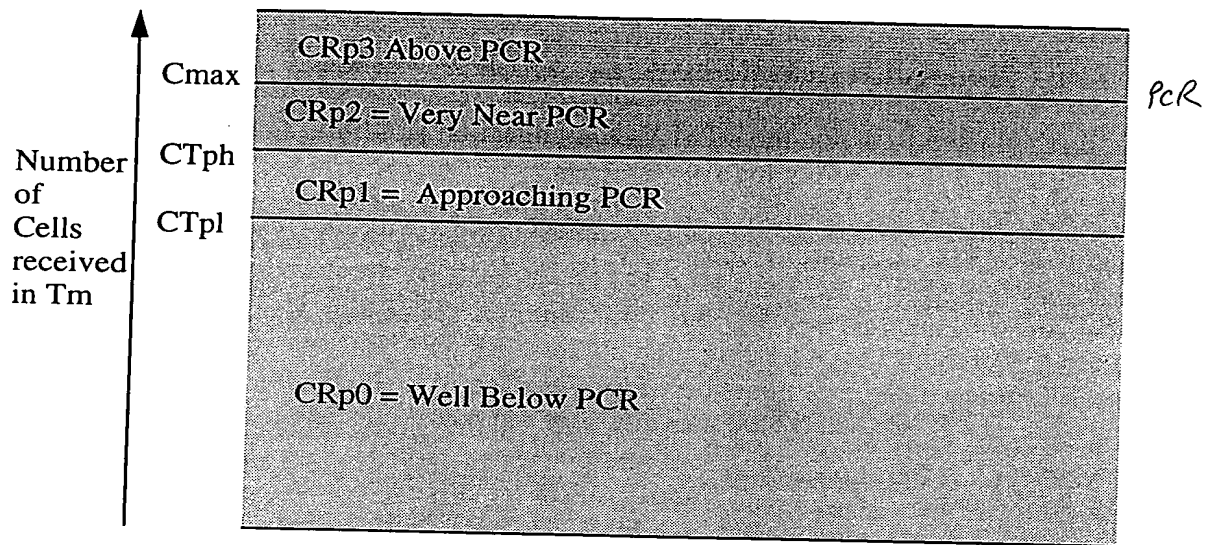 CRp3 Above PCR
Cmax
PcR
CRp2 = Very Near PCR
CTph
Number
of
Cells
received
in Tm
CRp1 = Approaching PCR
CTpl
CRp0 = Well Below PCR